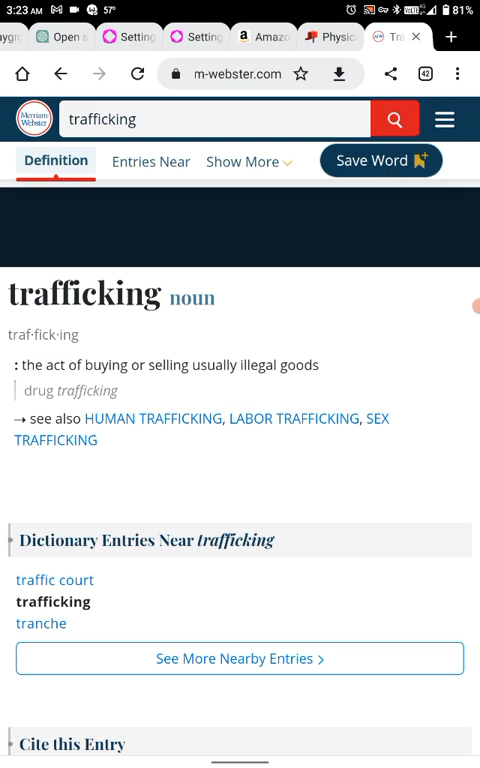 3:23 AM 57° 81%
aygr Open s Setting Setting Amazo Physic Tra
m-webster.com 42
Merriam-Webster trafficking
Definition Entries Near Show More Save Word
trafficking noun
traf·fick·ing
: the act of buying or selling usually illegal goods
drug trafficking
→ see also HUMAN TRAFFICKING, LABOR TRAFFICKING, SEX
TRAFFICKING
Dictionary Entries Near trafficking
traffic court
trafficking
tranche
See More Nearby Entries
Cite this Entry